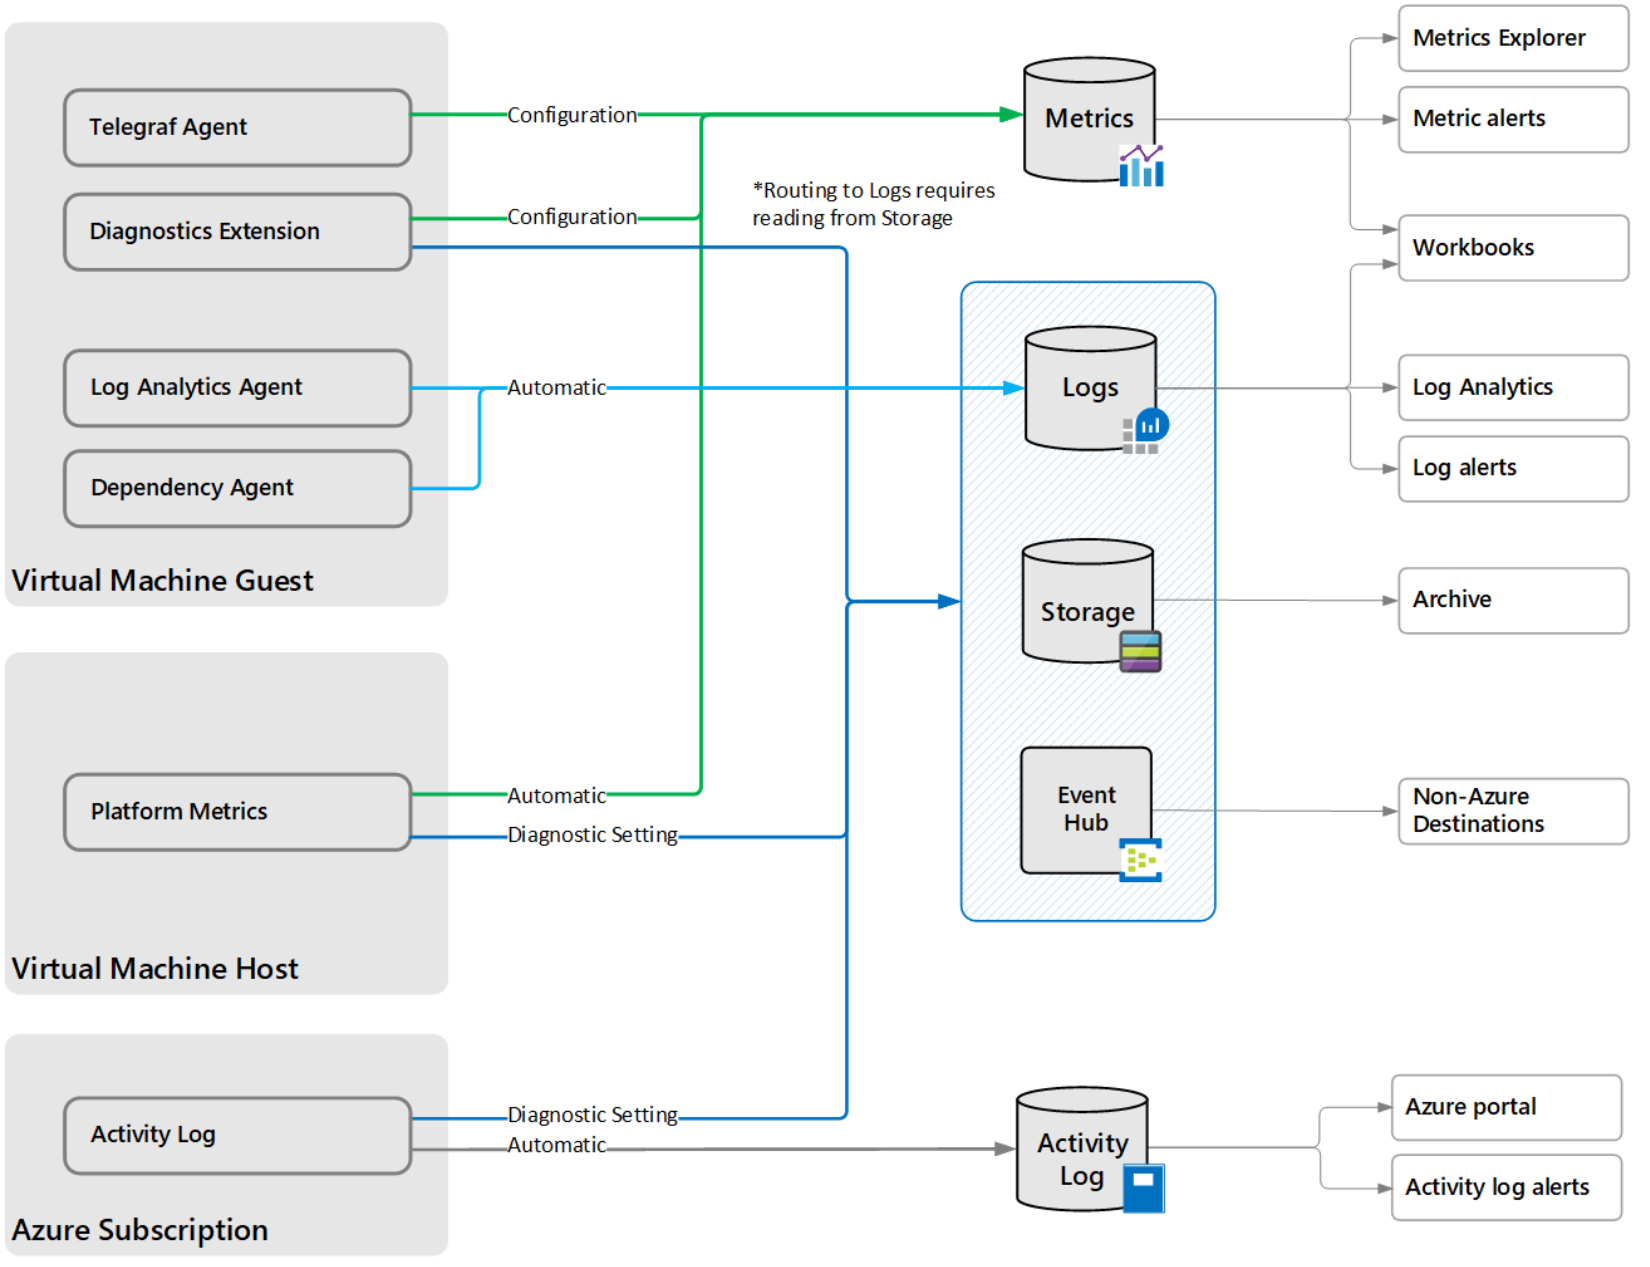 Telegraf Agent
Diagnostics Extension
Log Analytics Agent
Dependency Agent
Virtual Machine Guest
Platform Metrics
Virtual Machine Host
Activity Log
Azure Subscription
Configuration
Configuration
*Routing to Logs requires
reading from Storage
Automatic
Automatic
Diagnostic Setting
Diagnostic Setting
Automatic
Metrics
Logs
Storage
Event
Hub
Activity
Log
Metrics Explorer
Metric alerts
Workbooks
Log Analytics
Log alerts
Archive
Non-Azure
Destinations
Azure portal
Activity log alerts